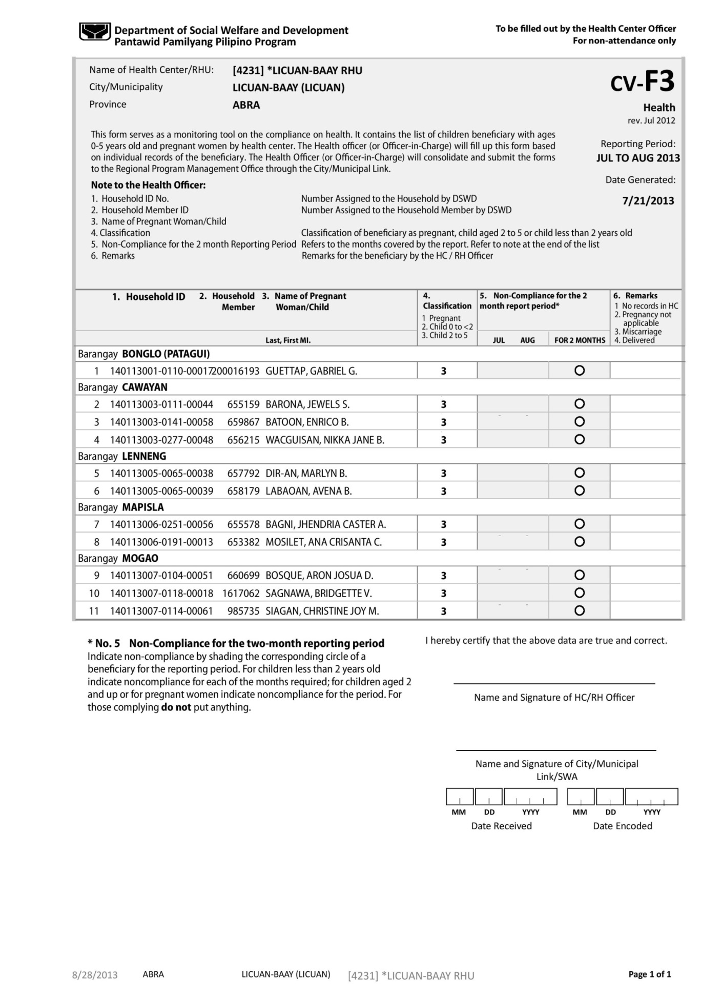 Department of Social Welfare and Development
Pantawid Pamilyang Pilipino Program
To be filled out by the Health Center Officer
For non-attendance only
Name of Health Center/RHU: [4231] *LICUAN-BAAY RHU
City/Municipality LICUAN-BAAY (LICUAN)
Province ABRA
CV-F3
Health
rev. Jul 2012
This form serves as a monitoring tool on the compliance on health. It contains the list of children beneficiary with ages
0-5 years old and pregnant women by health center. The Health officer (or Officer-in-Charge) will fill up this form based
on individual records of the beneficiary. The Health Officer (or Officer-in-Charge) will consolidate and submit the forms
to the Regional Program Management Office through the City/Municipal Link.
Reporting Period:
JUL TO AUG 2013
Date Generated:
7/21/2013
Note to the Health Officer:
1. Household ID No. Number Assigned to the Household by DSWD
2. Household Member ID Number Assigned to the Household Member by DSWD
3. Name of Pregnant Woman/Child
4. Classification Classification of beneficiary as pregnant, child aged 2 to 5 or child less than 2 years old
5. Non-Compliance for the 2 month Reporting Period Refers to the months covered by the report. Refer to note at the end of the list
6. Remarks Remarks for the beneficiary by the HC / RH Officer
1. Household ID
2. Household
Member
3. Name of Pregnant
Woman/Child
Last, First MI.
4.
Classification
1 Pregnant
2. Child 0 to <2
3. Child 2 to 5
5. Non-Compliance for the 2
month report period*
JUL AUG FOR 2 MONTHS
6. Remarks
1 No records in HC
2. Pregnancy not
applicable
3. Miscarriage
4. Delivered
Barangay BONGLO (PATAGUI)
1 140113001-0110-00017200016193 GUETTAP, GABRIEL G. 3
Barangay CAWAYAN
2 140113003-0111-00044 655159 BARONA, JEWELS S. 3
3 140113003-0141-00058 659867 BATOON, ENRICO B. 3 - -
4 140113003-0277-00048 656215 WACGUISAN, NIKKA JANE B. 3
Barangay LENNENG
5 140113005-0065-00038 657792 DIR-AN, MARLYN B. 3
6 140113005-0065-00039 658179 LABAOAN, AVENA B. 3
Barangay MAPISLA
7 140113006-0251-00056 655578 BAGNI, JHENDRIA CASTER A. 3
8 140113006-0191-00013 653382 MOSILET, ANA CRISANTA C. 3 - -
Barangay MOGAO
9 140113007-0104-00051 660699 BOSQUE, ARON JOSUA D. 3 - -
10 140113007-0118-00018 1617062 SAGNAWA, BRIDGETTE V. 3
11 140113007-0114-00061 985735 SIAGAN, CHRISTINE JOY M. 3 - -
* No. 5 Non-Compliance for the two-month reporting period
Indicate non-compliance by shading the corresponding circle of a
beneficiary for the reporting period. For children less than 2 years old
indicate noncompliance for each of the months required; for children aged 2
and up or for pregnant women indicate noncompliance for the period. For
those complying do not put anything.
I hereby certify that the above data are true and correct.
Name and Signature of HC/RH Officer
Name and Signature of City/Municipal
Link/SWA
MM DD YYYY MM DD YYYY
Date Received Date Encoded
8/28/2013 ABRA LICUAN-BAAY (LICUAN) [4231] *LICUAN-BAAY RHU Page 1 of 1